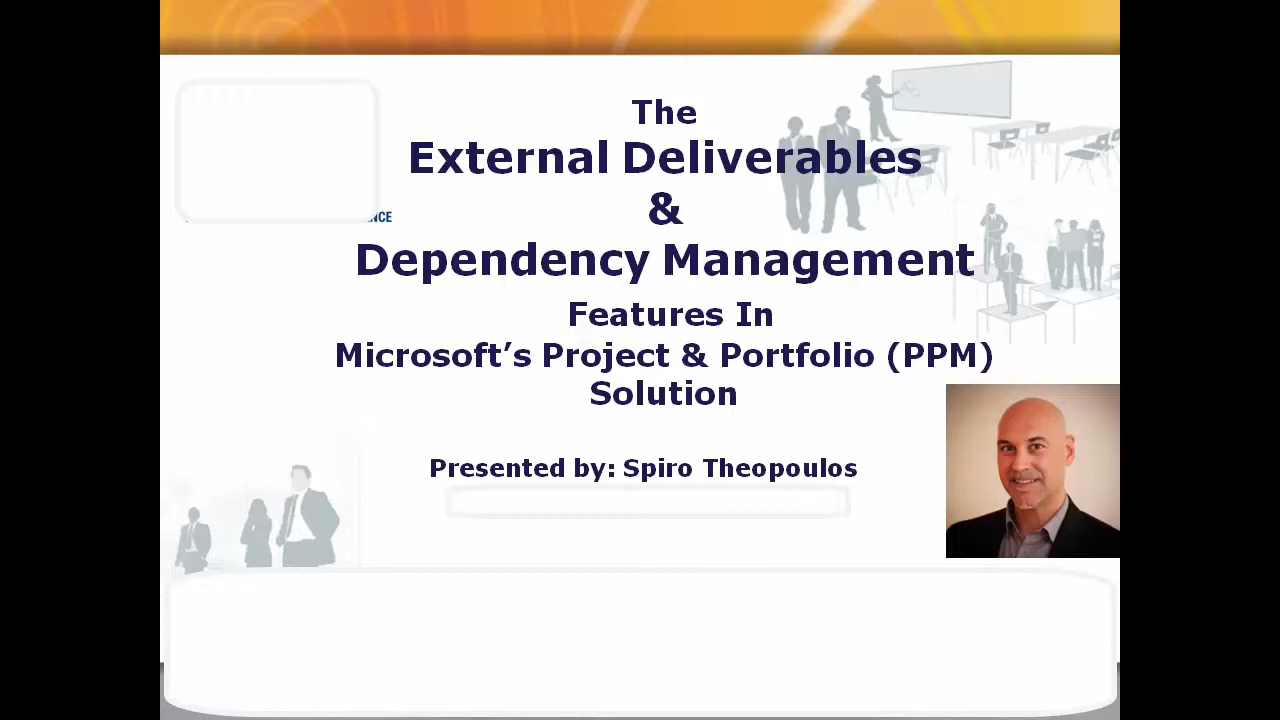 The
External Deliverables
&
Dependency Management
Features In
Microsoft’s Project & Portfolio (PPM)
Solution
Presented by: Spiro Theopoulos